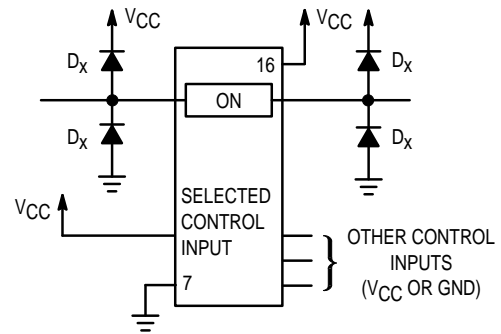 VCC
VCC
VCC
16
DX
DX
ON
DX
DX
VCC
SELECTED
CONTROL
INPUT
7
OTHER CONTROL
INPUTS
(VCC OR GND)